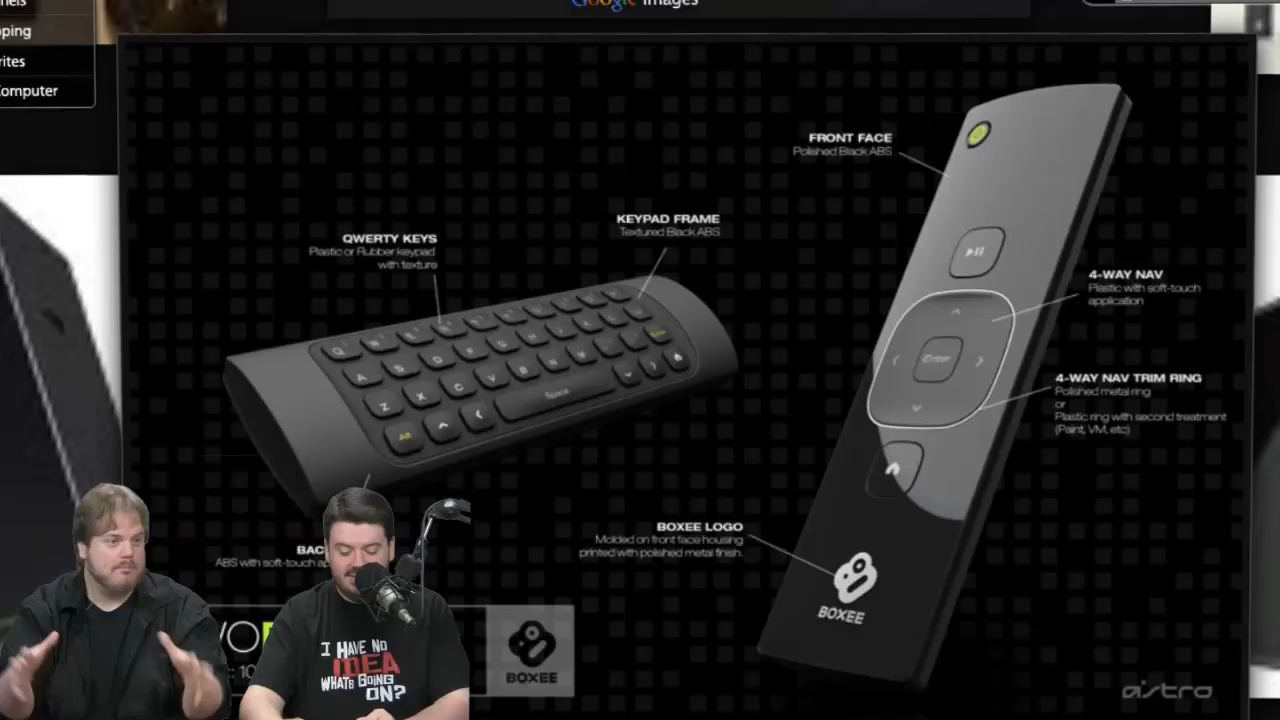 Google Images
Computer
FRONT FACE
Polished Black ABS
KEYPAD FRAME
Textured Black ABS
QWERTY KEYS
Plastic or Rubber keypad
with texture
4-WAY NAV
Plastic with soft-touch
application
Enter
4-WAY NAV TRIM RING
Polished metal ring
or
Plastic ring with second treatment
(Paint, VM, etc)
Q W E
A S D F G H
Z X C V B N M
Alt Space
BOXEE LOGO
Molded on front face housing
printed with polished metal finish.
BAC
ABS with soft-touch
BOXEE
BOXEE
I HAVE NO
IDEA
WHATS GOING
ON?
astro